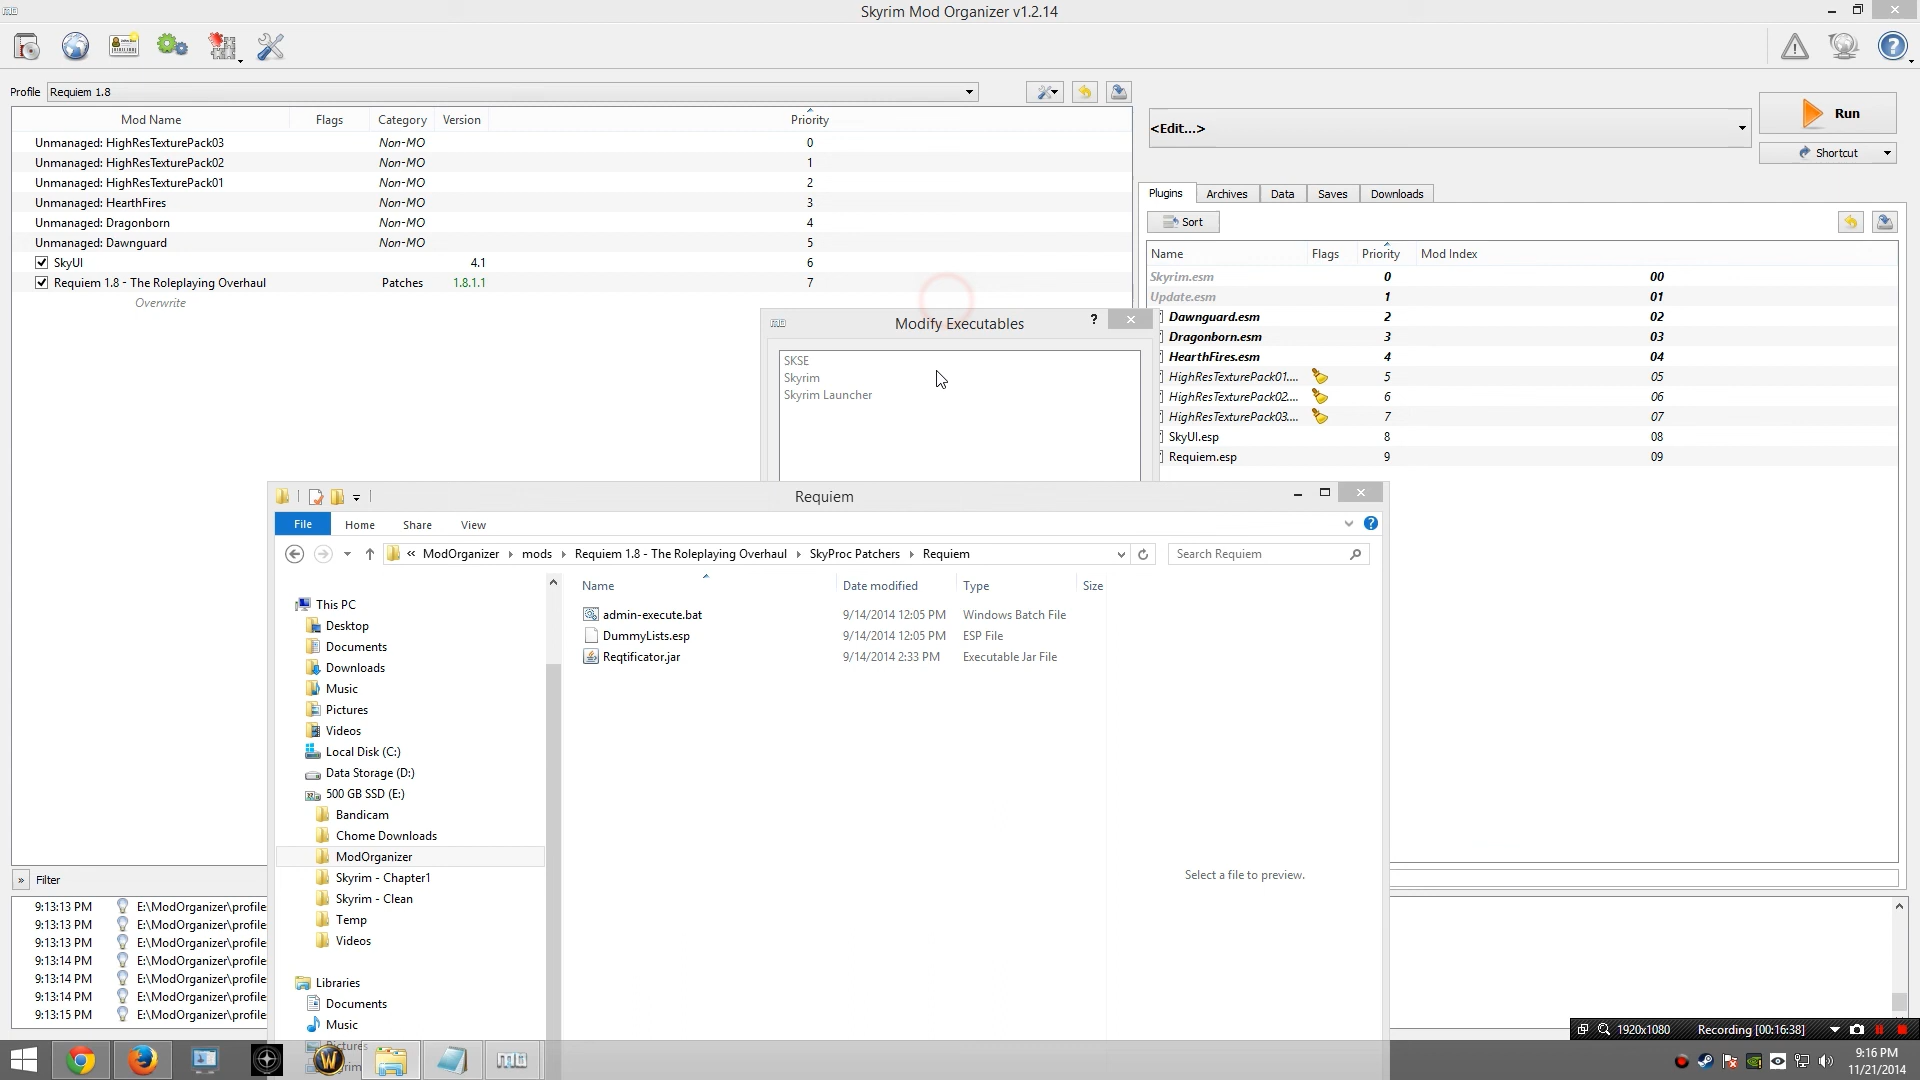 Skyrim Mod Organizer v1.2.14
Profile Requiem 1.8
Mod Name Flags Category Version Priority
Unmanaged: HighResTexturePack03 Non-MO 0
Unmanaged: HighResTexturePack02 Non-MO 1
Unmanaged: HighResTexturePack01 Non-MO 2
Unmanaged: HearthFires Non-MO 3
Unmanaged: Dragonborn Non-MO 4
Unmanaged: Dawnguard Non-MO 5
SkyUI 4.1 6
Requiem 1.8 - The Roleplaying Overhaul Patches 1.8.1.1 7
Overwrite
<Edit...>
Run
Shortcut
Plugins Archives Data Saves Downloads
Sort
Name Flags Priority Mod Index
Skyrim.esm 0 00
Update.esm 1 01
Dawnguard.esm 2 02
Dragonborn.esm 3 03
HearthFires.esm 4 04
HighResTexturePack01.... 5 05
HighResTexturePack02.... 6 06
HighResTexturePack03.... 7 07
SkyUI.esp 8 08
Requiem.esp 9 09
Modify Executables
SKSE
Skyrim
Skyrim Launcher
Requiem
File Home Share View
« ModOrganizer mods Requiem 1.8 - The Roleplaying Overhaul SkyProc Patchers Requiem
Search Requiem
Name Date modified Type Size
admin-execute.bat 9/14/2014 12:05 PM Windows Batch File
DummyLists.esp 9/14/2014 12:05 PM ESP File
Reqtificator.jar 9/14/2014 2:33 PM Executable Jar File
This PC
Desktop
Documents
Downloads
Music
Pictures
Videos
Local Disk (C:)
Data Storage (D:)
500 GB SSD (E:)
Bandicam
Chome Downloads
ModOrganizer
Skyrim - Chapter1
Skyrim - Clean
Temp
Videos
Libraries
Documents
Music
Pictures
Select a file to preview.
» Filter
9:13:13 PM E:\ModOrganizer\profile
9:13:13 PM E:\ModOrganizer\profile
9:13:13 PM E:\ModOrganizer\profile
9:13:14 PM E:\ModOrganizer\profile
9:13:14 PM E:\ModOrganizer\profile
9:13:14 PM E:\ModOrganizer\profile
9:13:15 PM E:\ModOrganizer\profile
1920x1080 Recording [00:16:38]
9:16 PM
11/21/2014